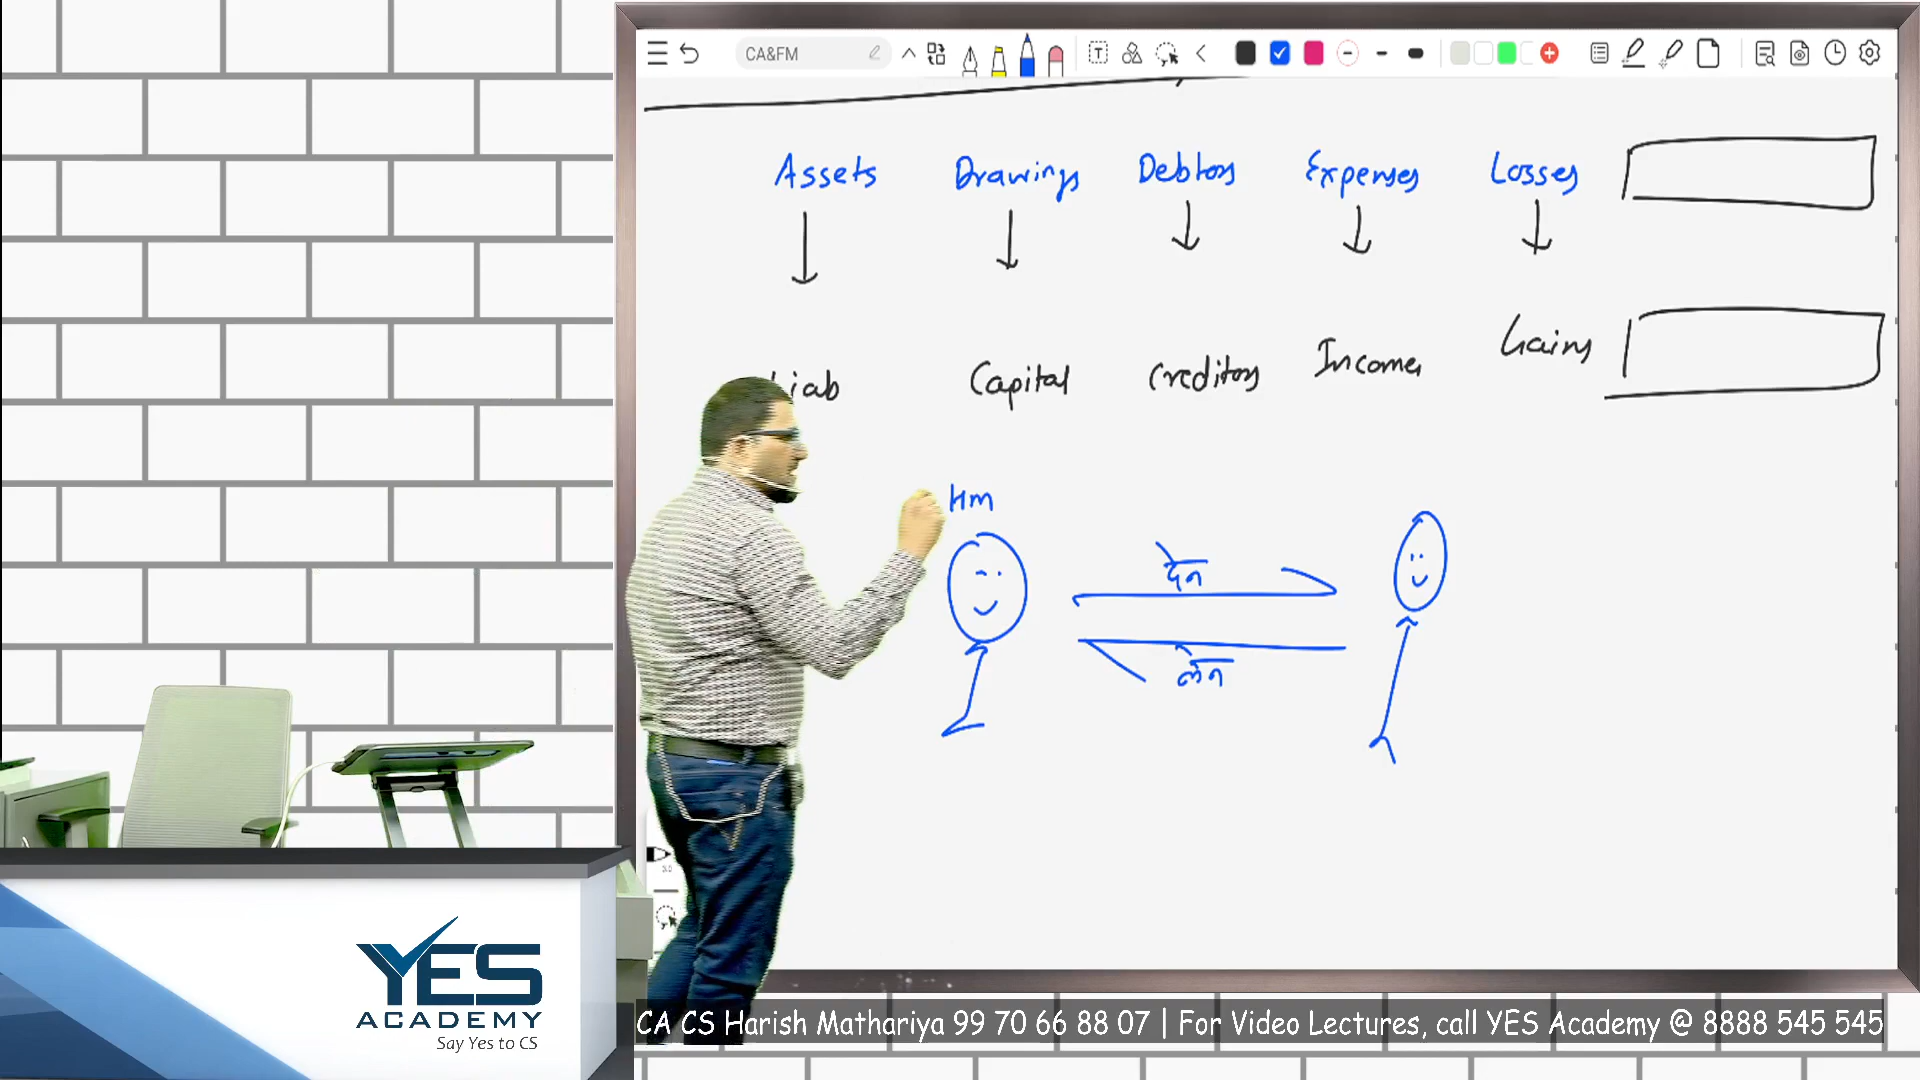 CA&FM
Assets Drawings Debtors Expenses Losses
Liab Capital Creditors Income Gains
Hm
देन
लेन
YES
ACADEMY
Say Yes to CS
CA CS Harish Mathariya 99 70 66 88 07 | For Video Lectures, call YES Academy @ 8888 545 545